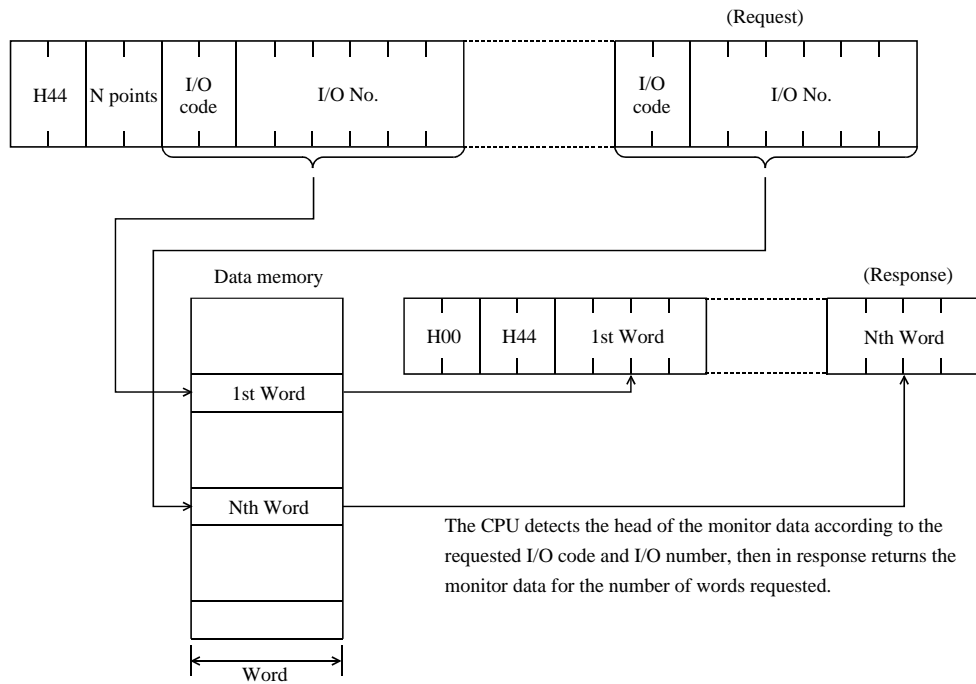 (Request)
H44
N points
I/O
code
I/O No.
I/O
code
I/O No.
Data memory
(Response)
H00
H44
1st Word
Nth Word
1st Word
Nth Word
The CPU detects the head of the monitor data according to the
requested I/O code and I/O number, then in response returns the
monitor data for the number of words requested.
Word